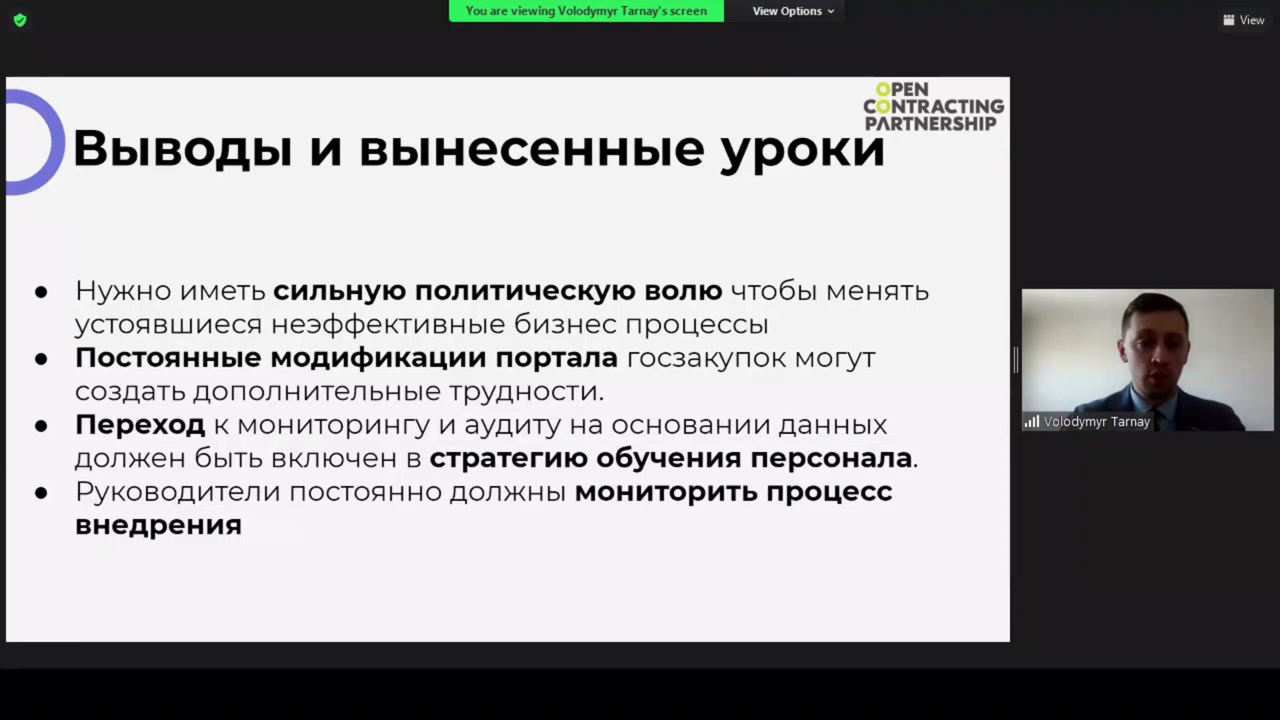 You are viewing Volodymyr Tarnay's screen
View Options
View
OPEN
CONTRACTING
PARTNERSHIP
Выводы и вынесенные уроки
● Нужно иметь сильную политическую волю чтобы менять
устоявшиеся неэффективные бизнес процессы
● Постоянные модификации портала госзакупок могут
создать дополнительные трудности.
● Переход к мониторингу и аудиту на основании данных
должен быть включен в стратегию обучения персонала.
● Руководители постоянно должны мониторить процесс
внедрения
Volodymyr Tarnay